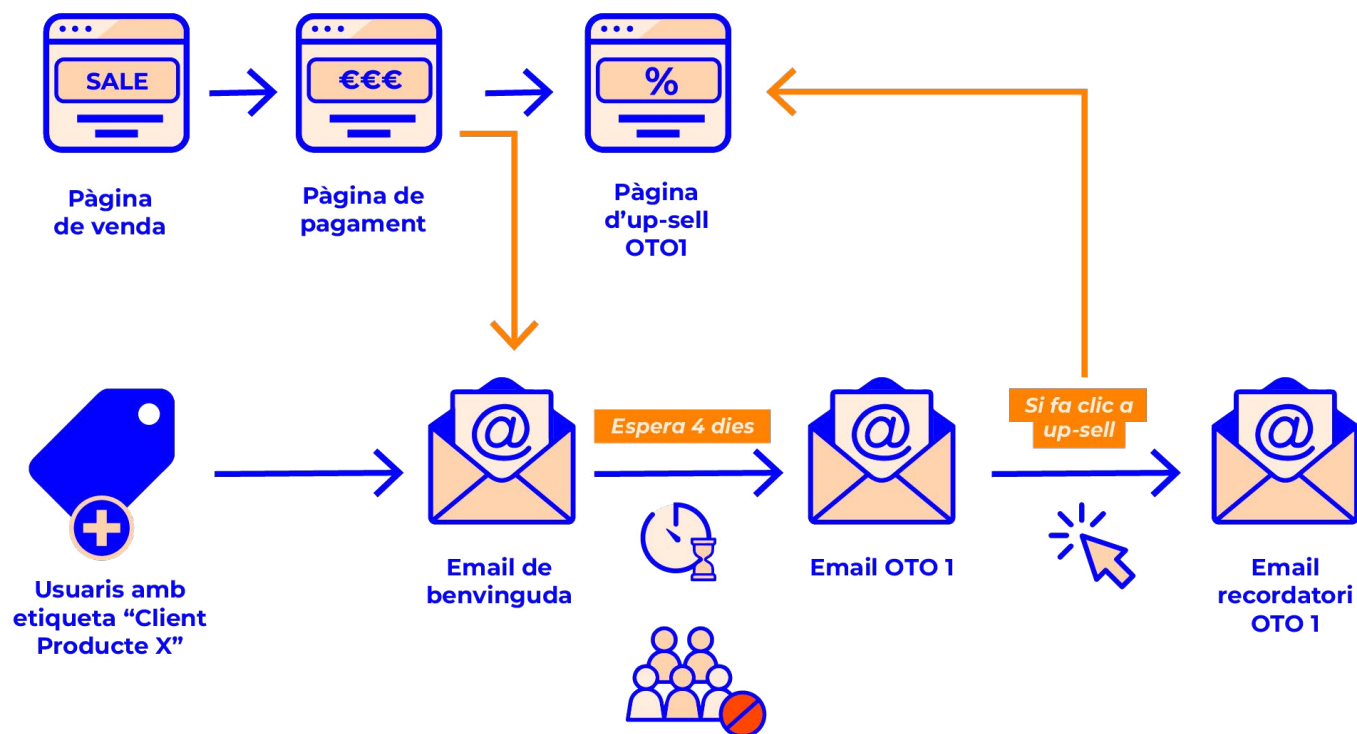 SALE
€€€
%
Pàgina
de venda
Pàgina de
pagament
Pàgina
d’up-sell
OTO1
@
Espera 4 dies
@
Si fa clic a
up-sell
@
Usuaris amb
etiqueta “Client
Producte X”
Email de
benvinguda
Email OTO 1
Email
recordatori
OTO 1